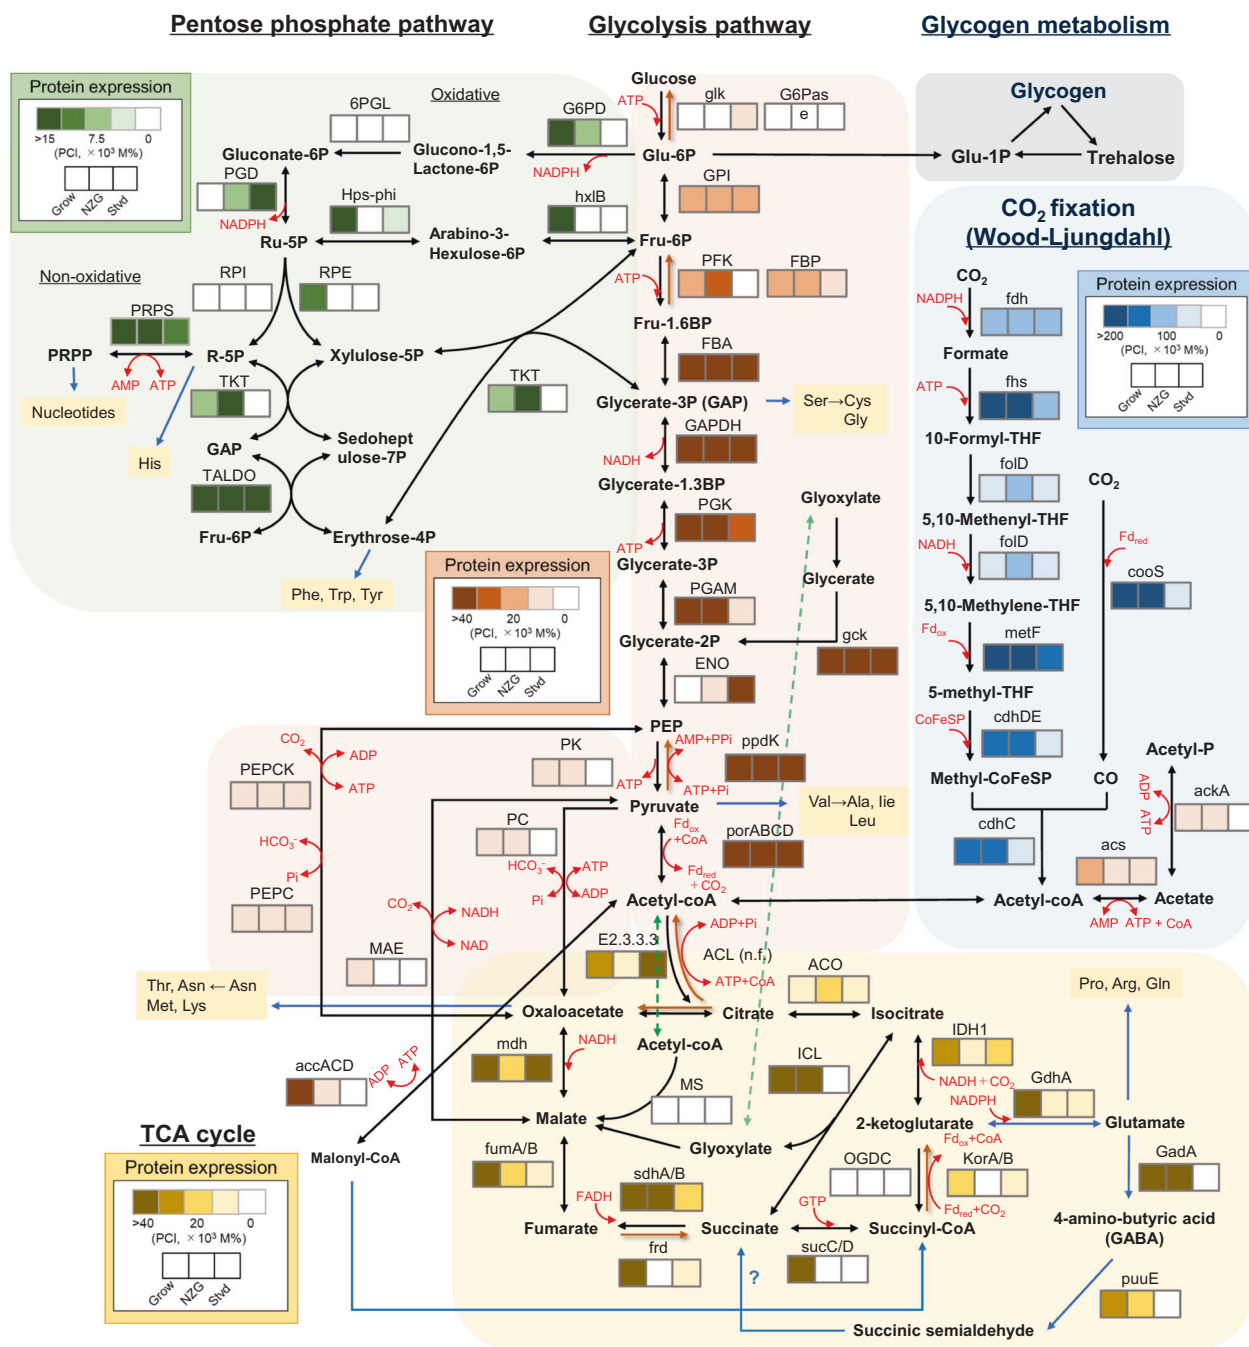 Pentose phosphate pathway
Glycolysis pathway
Glycogen metabolism
Protein expression
>15 7.5 0
(PCI, ×10³ M%)
Grow NZG Stvd
Oxidative
6PGL
G6PD
Gluconate-6P
Glucono-1,5-
Lactone-6P
NADPH
PGD
NADPH
Hps-phi
hxlB
Ru-5P
Arabino-3-
Hexulose-6P
Non-oxidative
RPI
RPE
PRPS
PRPP
R-5P
Xylulose-5P
AMP ATP
TKT
TKT
Nucleotides
His
GAP
Sedohept
ulose-7P
TALDO
Fru-6P
Erythrose-4P
Phe, Trp, Tyr
Glucose
ATP
glk
G6Pas
e
Glu-6P
GPI
Fru-6P
ATP
PFK
FBP
Fru-1.6BP
FBA
Glycerate-3P (GAP)
Ser→Cys
Gly
GAPDH
NADH
Glycerate-1.3BP
PGK
ATP
Glycerate-3P
PGAM
Glycerate-2P
ENO
PEP
Glyoxylate
Glycerate
gck
Protein expression
>40 20 0
(PCI, ×10³ M%)
Grow NZG Stvd
PK
ATP
AMP+PPi
ATP+Pi
ppdK
Pyruvate
Val→Ala, Iie
Leu
Fd_ox
+CoA
Fd_red
+ CO₂
porABCD
Acetyl-coA
CO₂
ADP
ATP
PEPCK
HCO₃⁻
Pi
PEPC
PC
HCO₃⁻
Pi
ATP
ADP
CO₂
NADH
NAD
MAE
Glycogen
Glu-1P
Trehalose
CO₂ fixation
(Wood-Ljungdahl)
Protein expression
>200 100 0
(PCI, ×10³ M%)
Grow NZG Stvd
CO₂
NADPH
fdh
Formate
ATP
fhs
10-Formyl-THF
folD
5,10-Methenyl-THF
NADH
folD
5,10-Methylene-THF
Fd_ox
metF
5-methyl-THF
CoFeSP
cdhDE
Methyl-CoFeSP
CO₂
Fd_red
cooS
CO
cdhC
Acetyl-P
ADP
ATP
ackA
acs
Acetyl-coA
Acetate
AMP ATP + CoA
E2.3.3.3
ADP+Pi
ACL (n.f.)
ATP+CoA
ACO
Thr, Asn ← Asn
Met, Lys
Oxaloacetate
Citrate
Isocitrate
Pro, Arg, Gln
mdh
NADH
Acetyl-coA
ICL
IDH1
NADH+CO₂
accACD
ADP
ATP
MS
NADPH
GdhA
Malate
Glyoxylate
2-ketoglutarate
Glutamate
TCA cycle
Malonyl-CoA
Protein expression
>40 20 0
(PCI, ×10³ M%)
Grow NZG Stvd
fumA/B
sdhA/B
OGDC
Fd_ox+CoA
KorA/B
Fd_red+CO₂
GadA
FADH
GTP
Fumarate
Succinate
Succinyl-CoA
4-amino-butyric acid
(GABA)
frd
sucC/D
?
puuE
Succinic semialdehyde